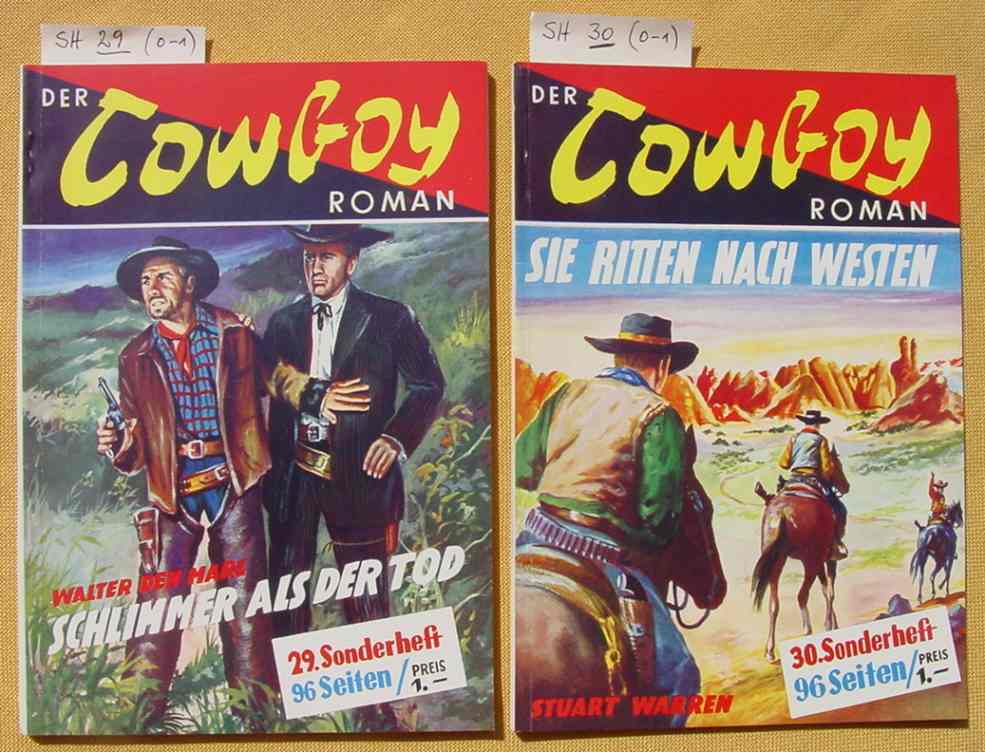 SH 29 (0-1)
DER
COWBOY
ROMAN
WALTER DEN HARL
SCHLIMMER ALS DER TOD
29. Sonderheft
96 Seiten / PREIS 1.-
SH 30 (0-1)
DER
COWBOY
ROMAN
SIE RITTEN NACH WESTEN
STUART WARREN
30. Sonderheft
96 Seiten / PREIS 1.-